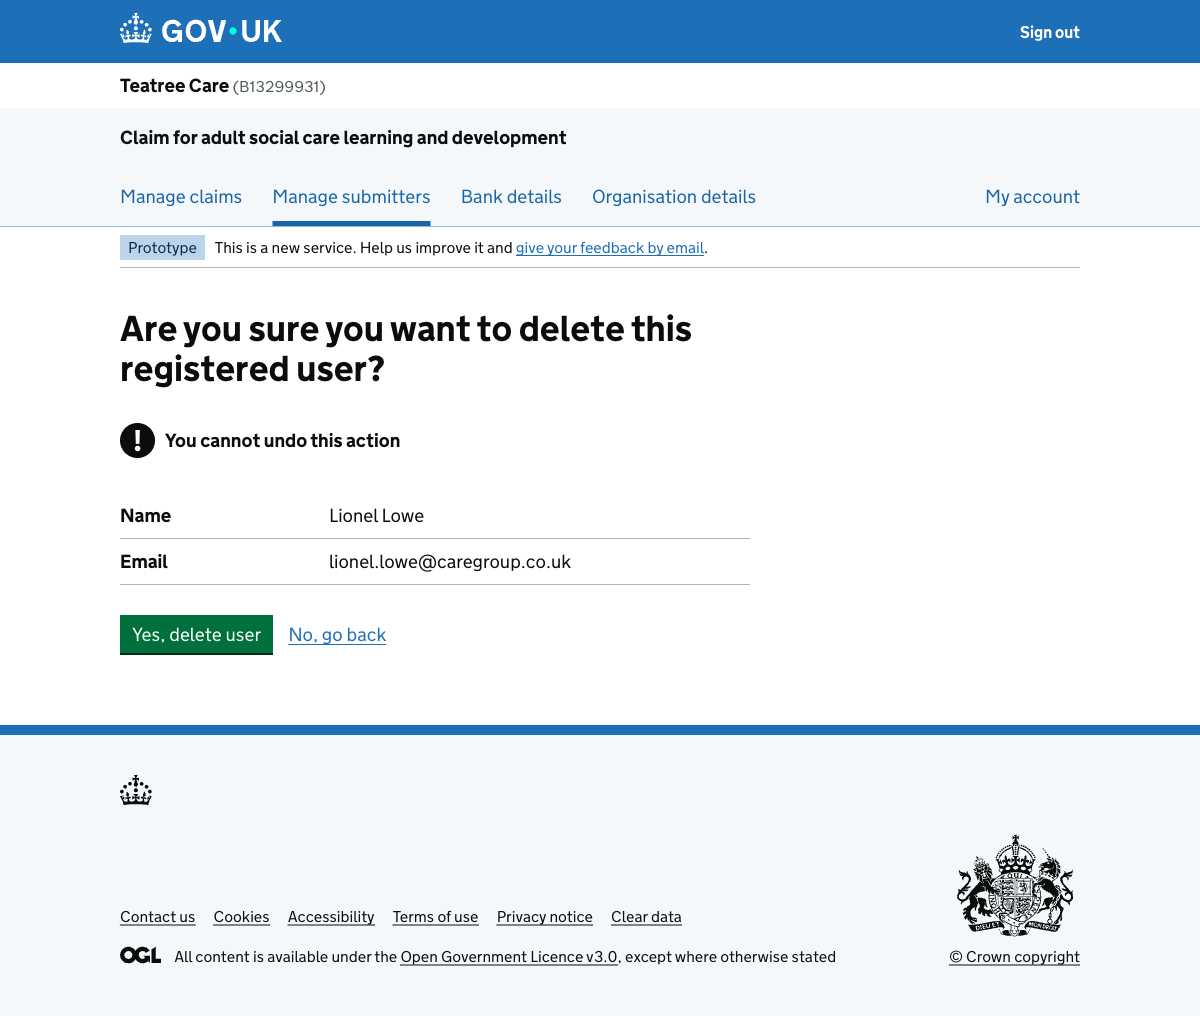 GOV·UK
Sign out
Teatree Care (B13299931)
Claim for adult social care learning and development
Manage claims Manage submitters Bank details Organisation details My account
Prototype This is a new service. Help us improve it and give your feedback by email.
Are you sure you want to delete this
registered user?
! You cannot undo this action
Name Lionel Lowe
Email lionel.lowe@caregroup.co.uk
Yes, delete user No, go back
Contact us Cookies Accessibility Terms of use Privacy notice Clear data
OGL All content is available under the Open Government Licence v3.0, except where otherwise stated
© Crown copyright